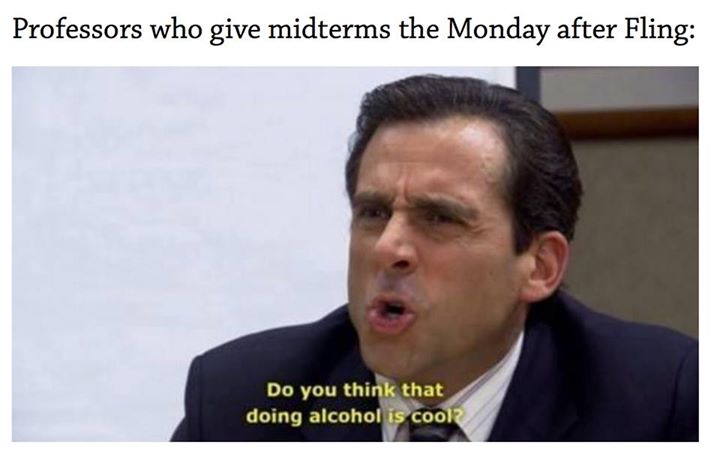 Professors who give midterms the Monday after Fling:
Do you think that
doing alcohol is cool?